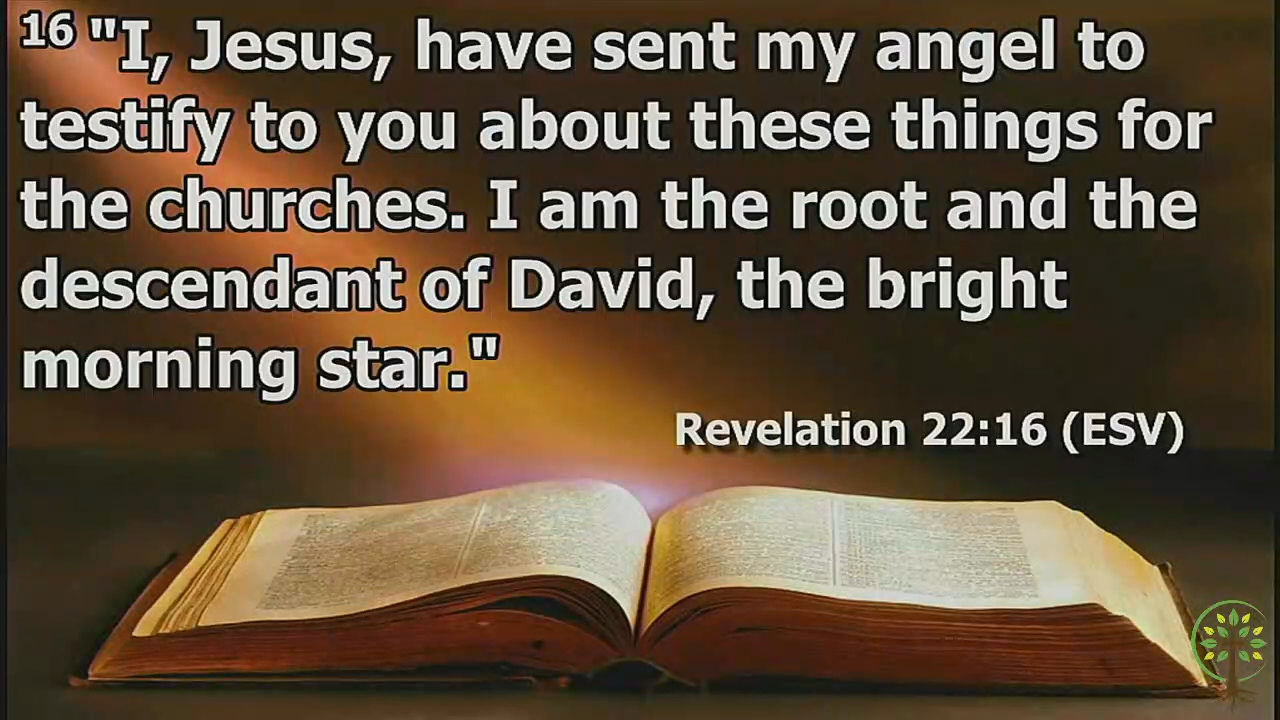 16 "I, Jesus, have sent my angel to
testify to you about these things for
the churches. I am the root and the
descendant of David, the bright
morning star."
Revelation 22:16 (ESV)